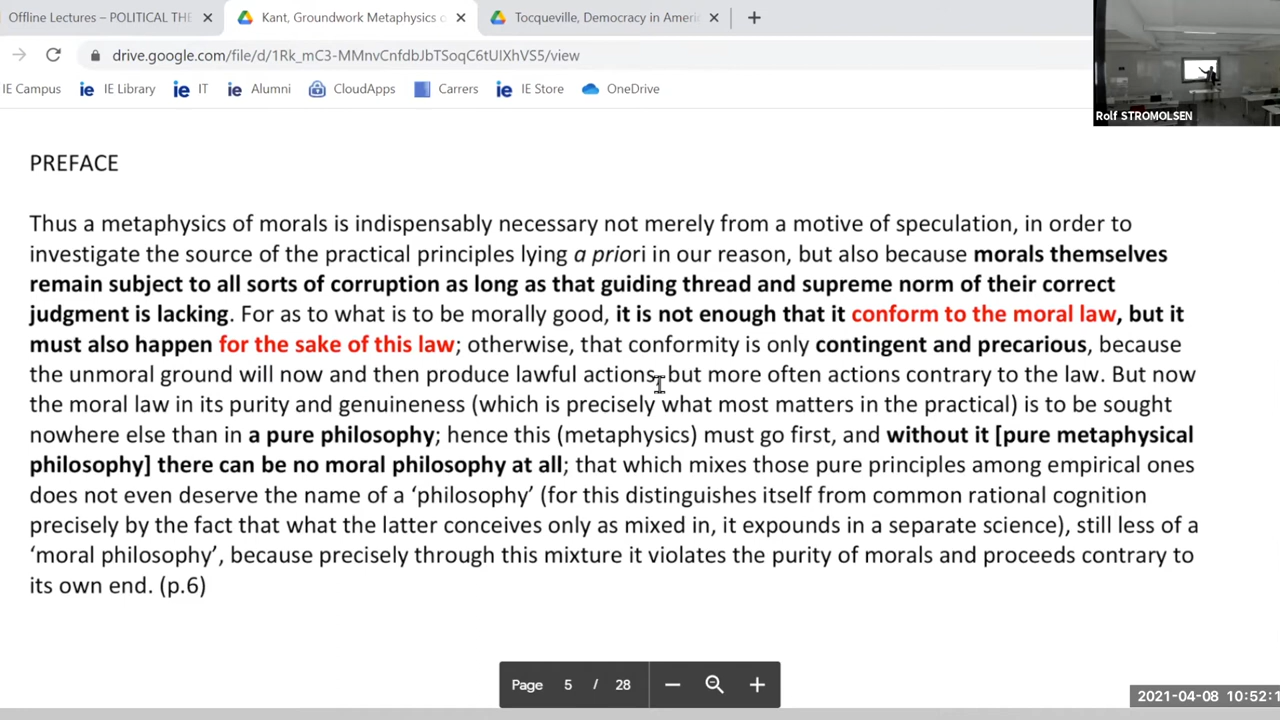 Offline Lectures – POLITICAL THE
Kant, Groundwork Metaphysics o
Tocqueville, Democracy in Ameri
drive.google.com/file/d/1Rk_mC3-MMnvCnfdbJbTSoqC6tUIXhVS5/view
IE Campus
ie IE Library
ie IT
ie Alumni
CloudApps
Carrers
ie IE Store
OneDrive
Rolf STROMOLSEN
PREFACE
Thus a metaphysics of morals is indispensably necessary not merely from a motive of speculation, in order to
investigate the source of the practical principles lying a priori in our reason, but also because morals themselves
remain subject to all sorts of corruption as long as that guiding thread and supreme norm of their correct
judgment is lacking. For as to what is to be morally good, it is not enough that it conform to the moral law, but it
must also happen for the sake of this law; otherwise, that conformity is only contingent and precarious, because
the unmoral ground will now and then produce lawful actions, but more often actions contrary to the law. But now
the moral law in its purity and genuineness (which is precisely what most matters in the practical) is to be sought
nowhere else than in a pure philosophy; hence this (metaphysics) must go first, and without it [pure metaphysical
philosophy] there can be no moral philosophy at all; that which mixes those pure principles among empirical ones
does not even deserve the name of a ‘philosophy’ (for this distinguishes itself from common rational cognition
precisely by the fact that what the latter conceives only as mixed in, it expounds in a separate science), still less of a
‘moral philosophy’, because precisely through this mixture it violates the purity of morals and proceeds contrary to
its own end. (p.6)
Page 5 / 28
2021-04-08 10:52:1